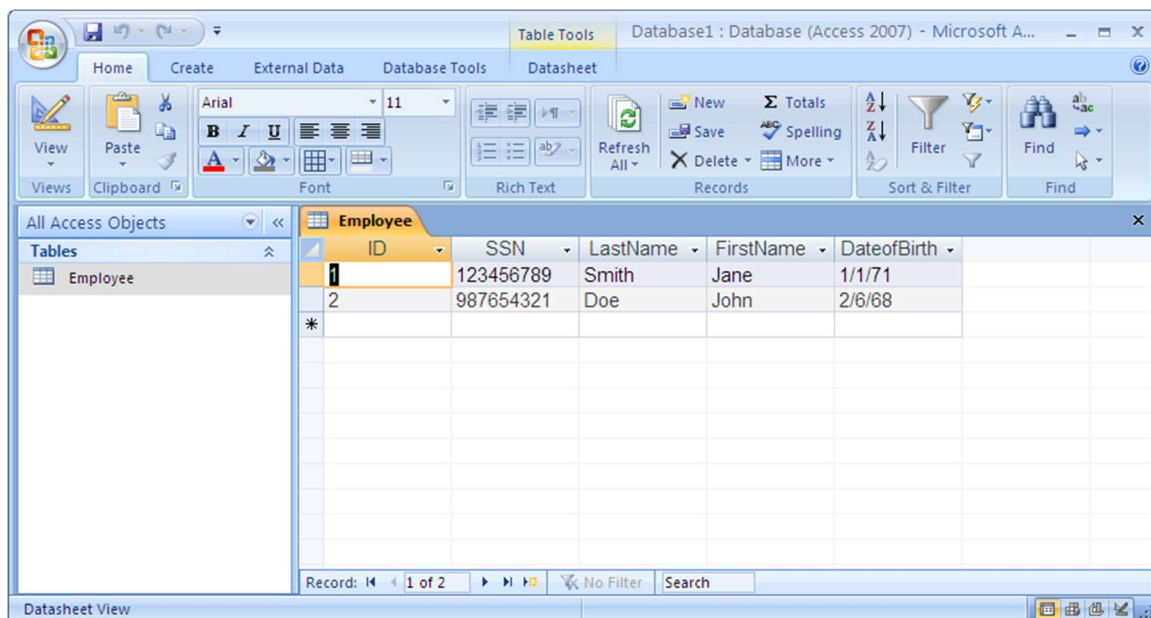 Table Tools Database1 : Database (Access 2007) - Microsoft A...
Home Create External Data Database Tools Datasheet
View
Views
Paste
Clipboard
Arial 11
B I U
A
Font
Rich Text
Refresh All
New
Save
Delete
Σ Totals
ABC Spelling
More
Records
Filter
Sort & Filter
Find
Find
All Access Objects
Tables
Employee
Employee
ID SSN LastName FirstName DateofBirth
1 123456789 Smith Jane 1/1/71
2 987654321 Doe John 2/6/68
Record: 1 of 2 No Filter Search
Datasheet View